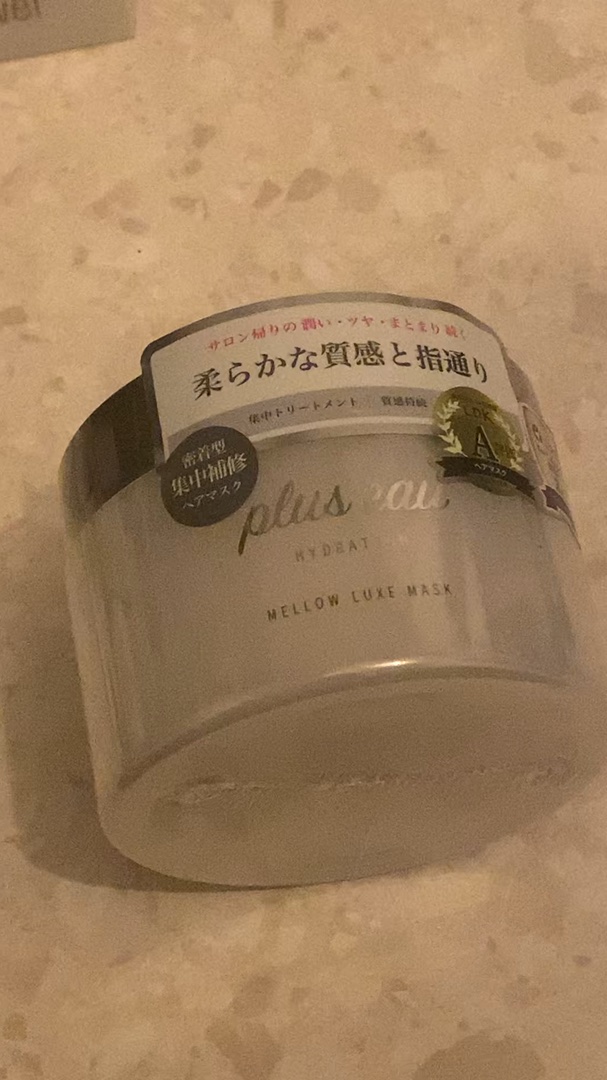 サロン帰りの潤い・ツヤ・まとまり続く
柔らかな質感と指通り
集中トリートメント 質感持続
密着型
集中補修
ヘアマスク
LDK
A
ヘアマスク
plus eau
MELLOW LUXE MASK